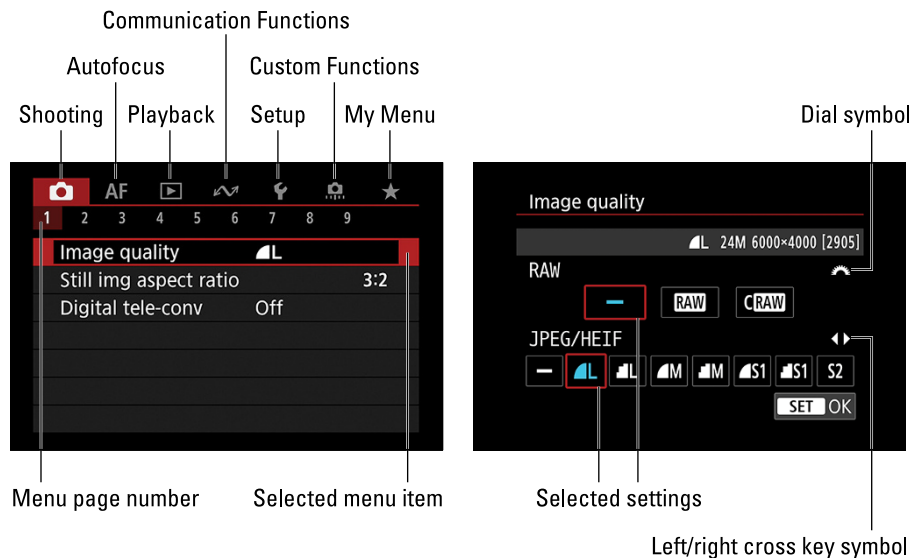 Communication Functions
Autofocus
Custom Functions
Shooting
Playback
Setup
My Menu
Dial symbol
AF
1 2 3 4 5 6 7 8 9
Image quality L
Still img aspect ratio 3:2
Digital tele-conv Off
Image quality
L 24M 6000×4000 [2905]
RAW
RAW CRAW
JPEG/HEIF
L L M M S1 S1 S2
SET OK
Menu page number
Selected menu item
Selected settings
Left/right cross key symbol